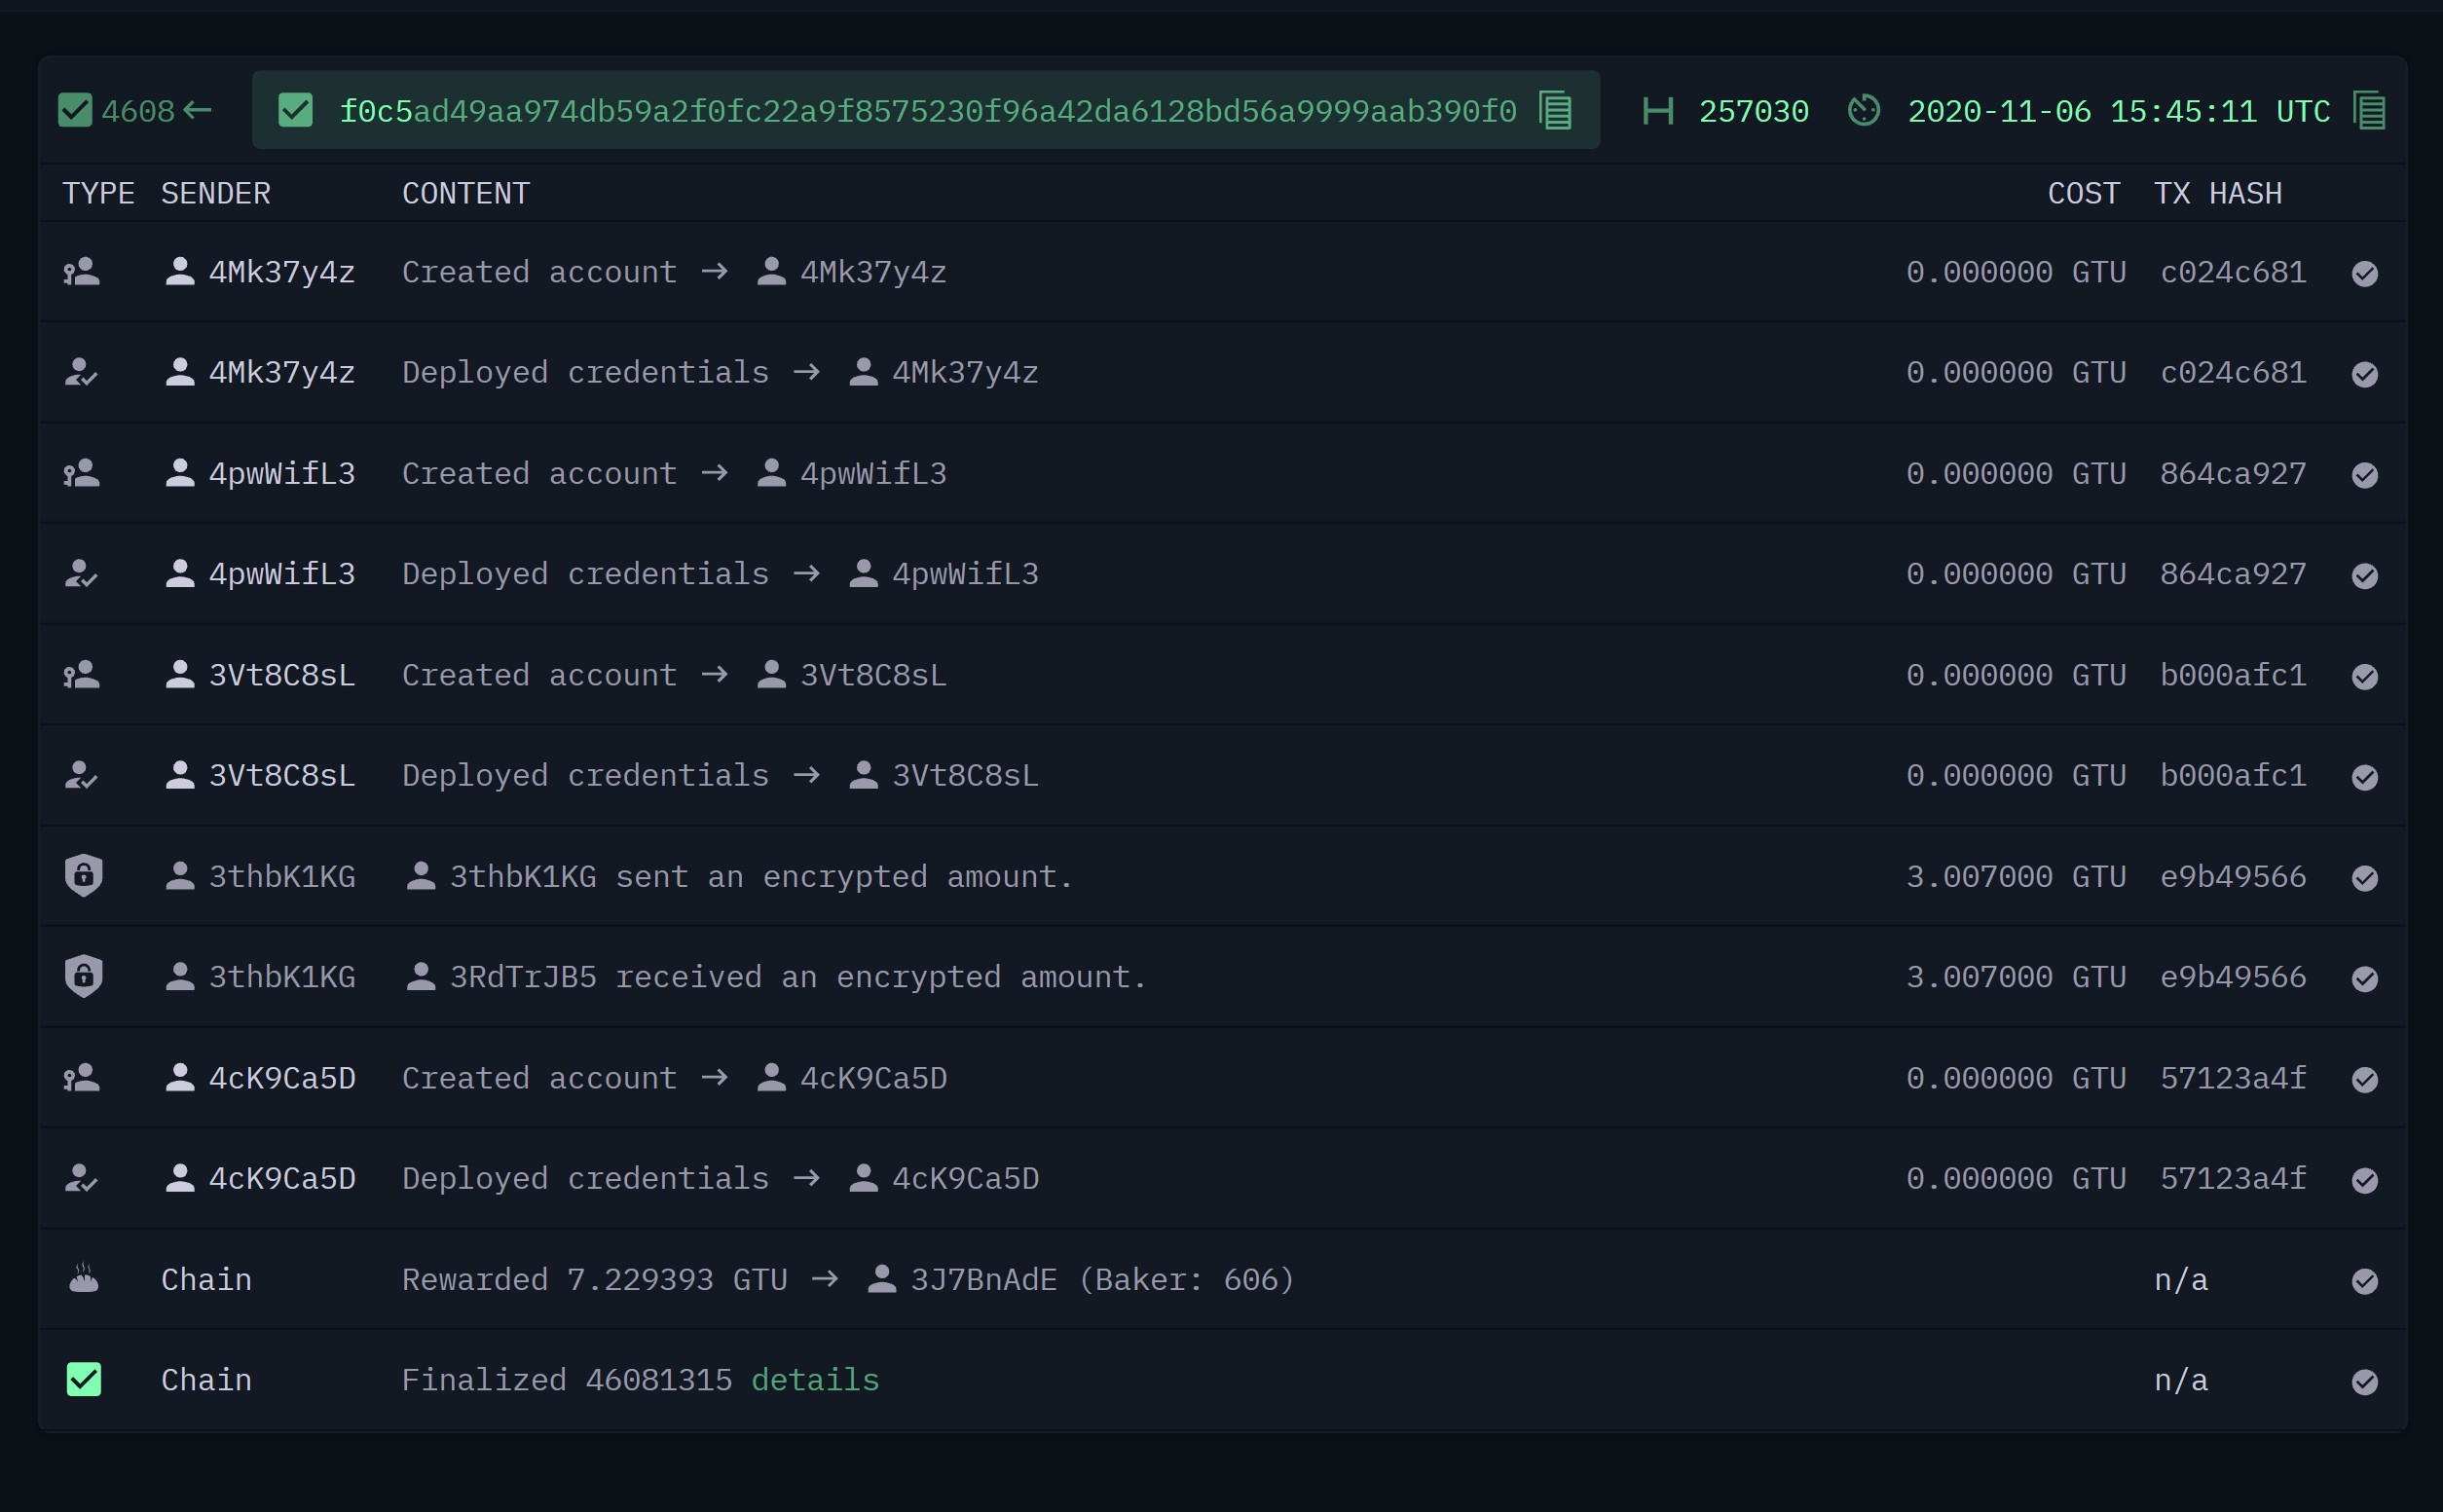 4608← f0c5ad49aa974db59a2f0fc22a9f8575230f96a42da6128bd56a9999aab390f0 257030 2020-11-06 15:45:11 UTC
TYPE SENDER CONTENT COST TX HASH
4Mk37y4z Created account → 4Mk37y4z 0.000000 GTU c024c681
4Mk37y4z Deployed credentials → 4Mk37y4z 0.000000 GTU c024c681
4pwWifL3 Created account → 4pwWifL3 0.000000 GTU 864ca927
4pwWifL3 Deployed credentials → 4pwWifL3 0.000000 GTU 864ca927
3Vt8C8sL Created account → 3Vt8C8sL 0.000000 GTU b000afc1
3Vt8C8sL Deployed credentials → 3Vt8C8sL 0.000000 GTU b000afc1
3thbK1KG 3thbK1KG sent an encrypted amount. 3.007000 GTU e9b49566
3thbK1KG 3RdTrJB5 received an encrypted amount. 3.007000 GTU e9b49566
4cK9Ca5D Created account → 4cK9Ca5D 0.000000 GTU 57123a4f
4cK9Ca5D Deployed credentials → 4cK9Ca5D 0.000000 GTU 57123a4f
Chain Rewarded 7.229393 GTU → 3J7BnAdE (Baker: 606) n/a
Chain Finalized 46081315 details n/a